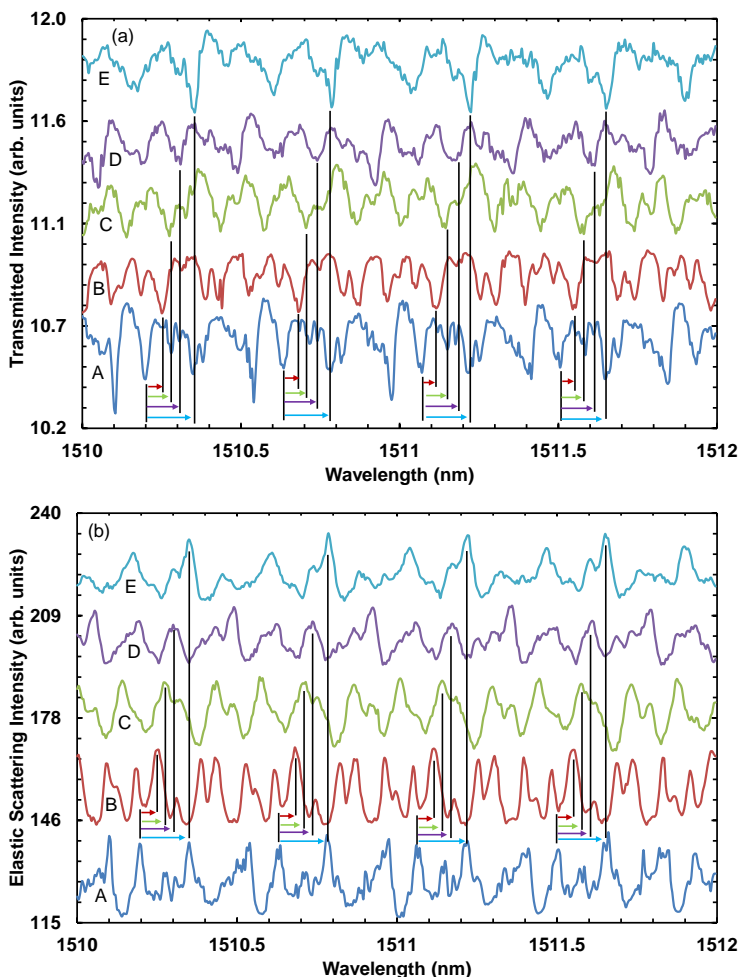 12.0
(a)
E
11.6
D
11.1
C
B
10.7
A
10.2
1510 1510.5 1511 1511.5 1512
Wavelength (nm)
Transmitted Intensity (arb. units)
240
(b)
E
209
D
178
C
B
146
A
115
1510 1510.5 1511 1511.5 1512
Wavelength (nm)
Elastic Scattering Intensity (arb. units)